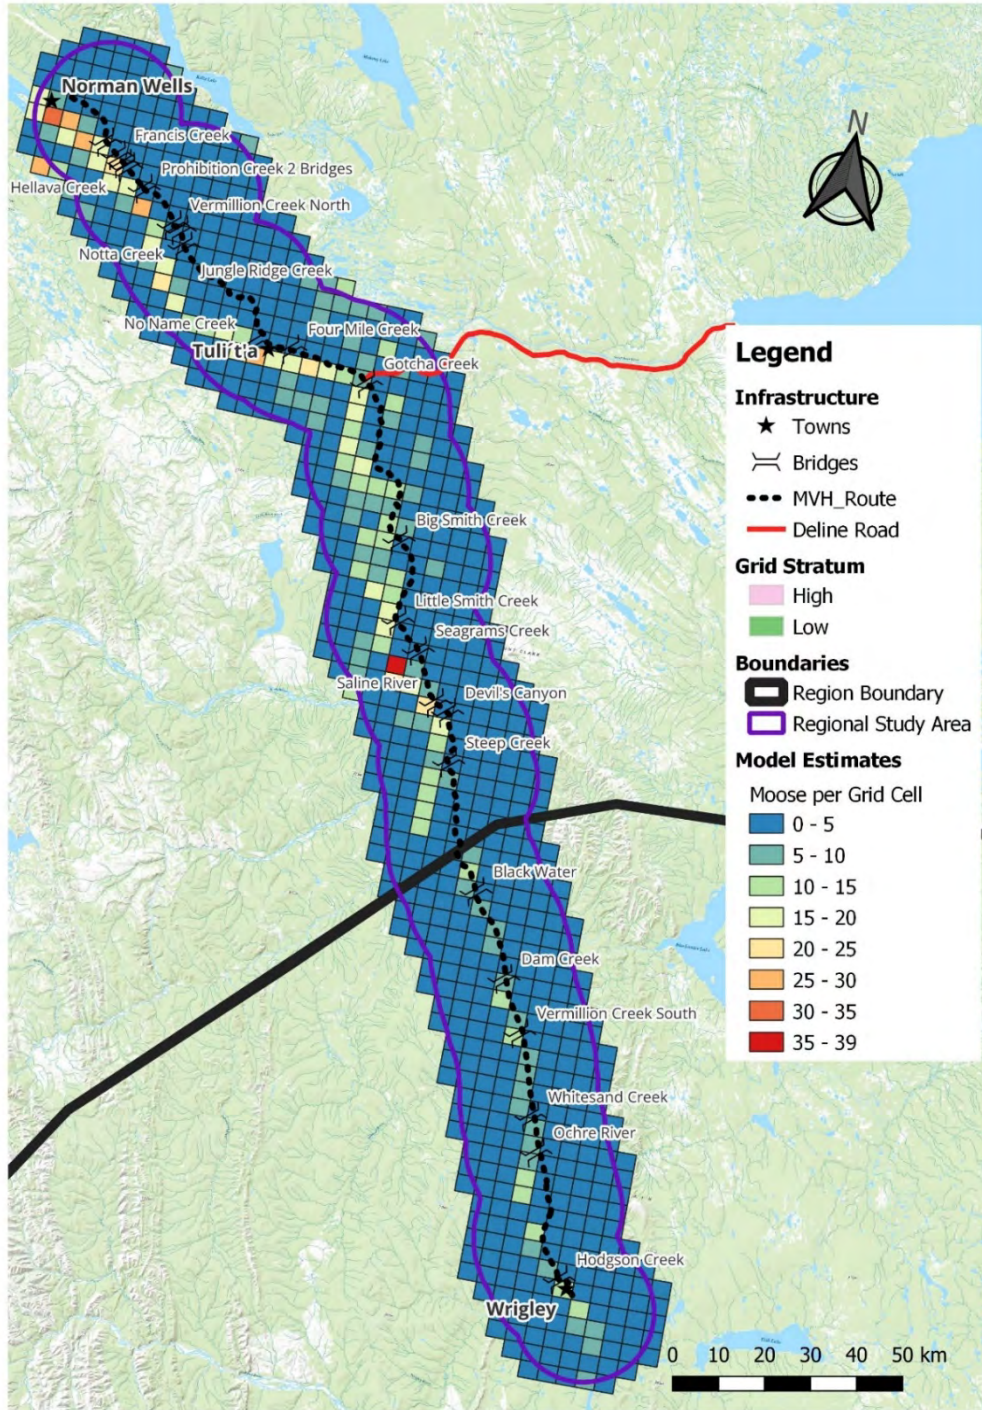 Norman Wells
N
Francis Creek
Prohibition Creek 2 Bridges
Hellava Creek
Vermillion Creek North
Notta Creek
Jungle Ridge Creek
No Name Creek
Four Mile Creek
Tulít'a
Gotcha Creek
Big Smith Creek
Little Smith Creek
Seagrams Creek
Saline River
Devil's Canyon
Steep Creek
Black Water
Dam Creek
Vermillion Creek South
Whitesand Creek
Ochre River
Hodgson Creek
Wrigley
Legend
Infrastructure
Towns
Bridges
MVH_Route
Deline Road
Grid Stratum
High
Low
Boundaries
Region Boundary
Regional Study Area
Model Estimates
Moose per Grid Cell
0 - 5
5 - 10
10 - 15
15 - 20
20 - 25
25 - 30
30 - 35
35 - 39
0 10 20 30 40 50 km